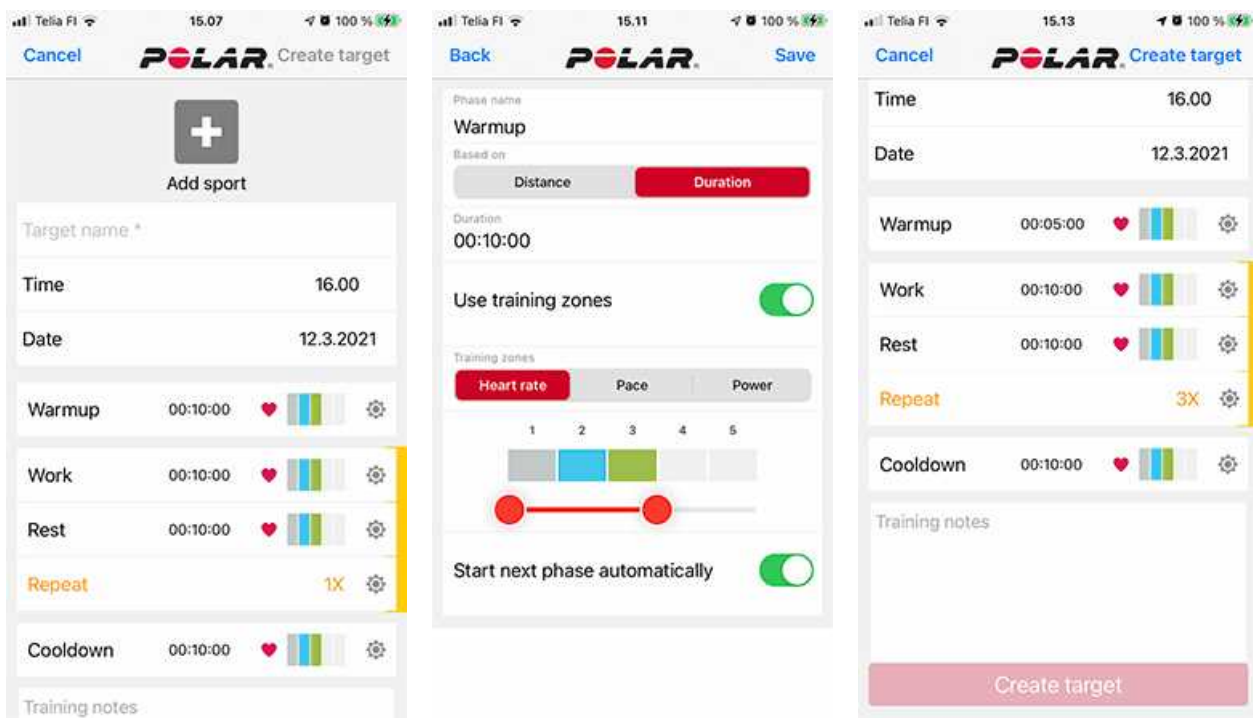 Telia FI 15.07 100 %
Cancel POLAR. Create target
Add sport
Target name *
Time 16.00
Date 12.3.2021
Warmup 00:10:00
Work 00:10:00
Rest 00:10:00
Repeat 1X
Cooldown 00:10:00
Training notes
Telia FI 15.11 100 %
Back POLAR. Save
Phase name
Warmup
Based on
Distance Duration
Duration
00:10:00
Use training zones
Training zones
Heart rate Pace Power
1 2 3 4 5
Start next phase automatically
Telia FI 15.13 100 %
Cancel POLAR. Create target
Time 16.00
Date 12.3.2021
Warmup 00:05:00
Work 00:10:00
Rest 00:10:00
Repeat 3X
Cooldown 00:10:00
Training notes
Create target